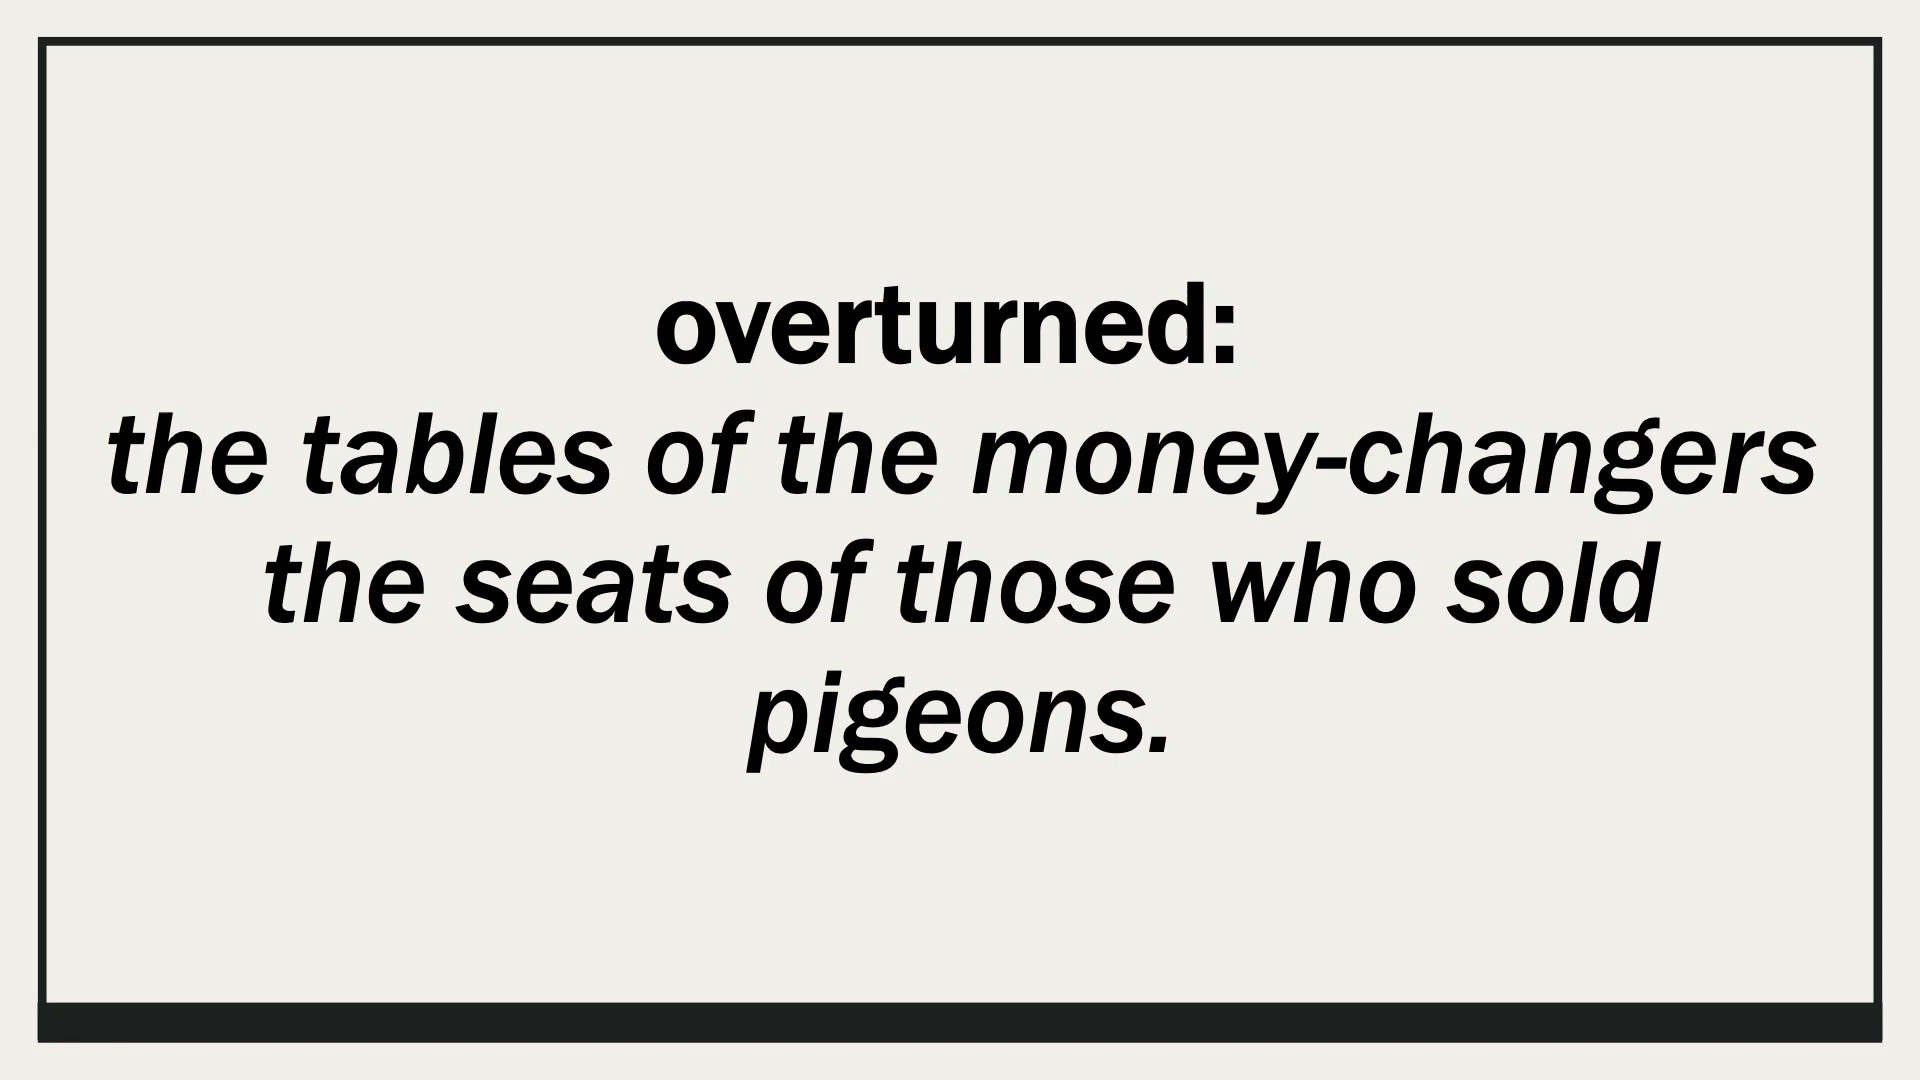 overturned:
the tables of the money-changers
the seats of those who sold
pigeons.